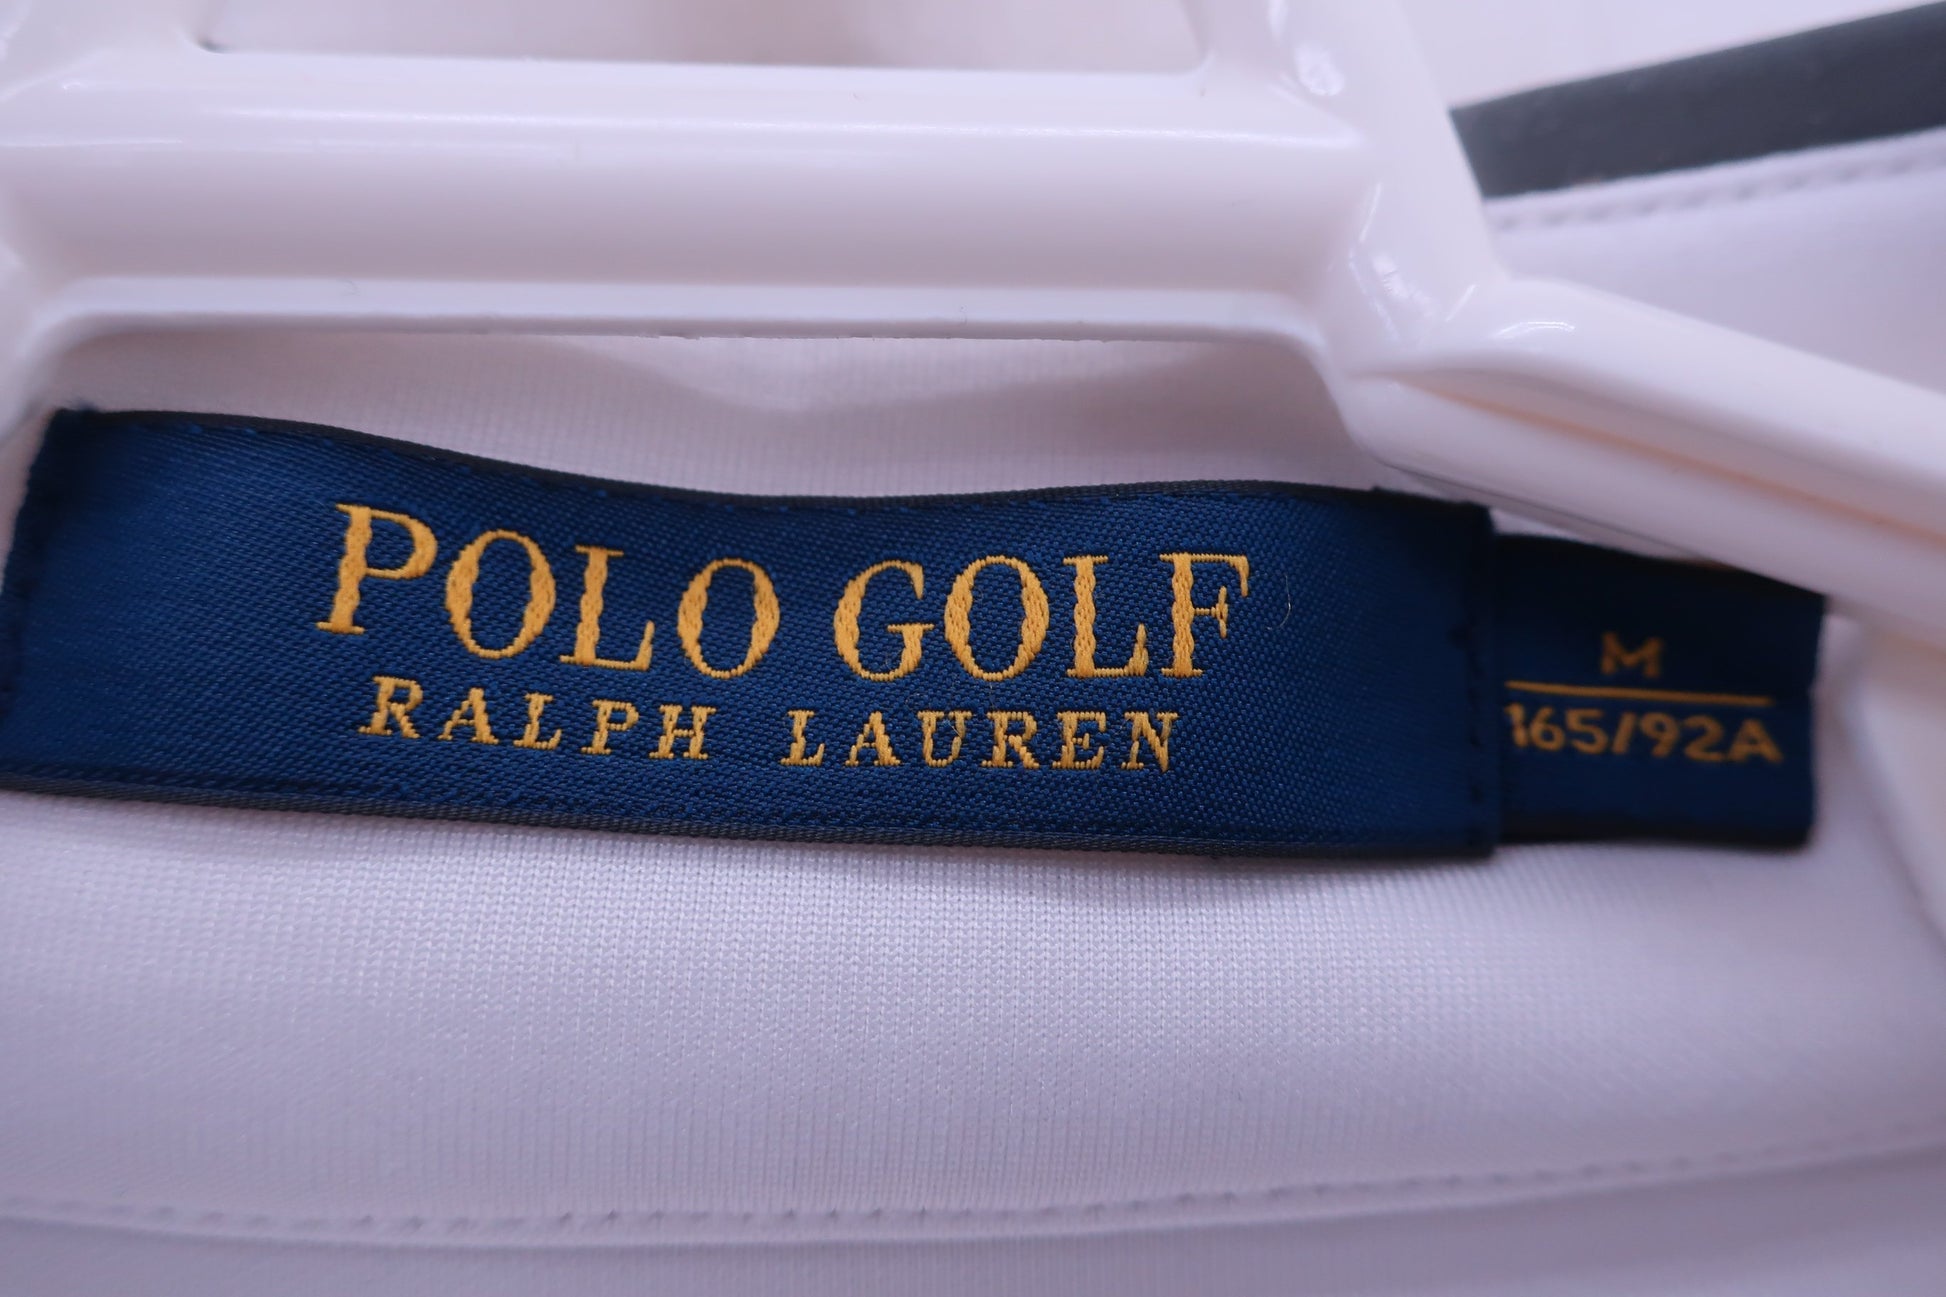 POLO GOLF
RALPH LAUREN
M
165/92A